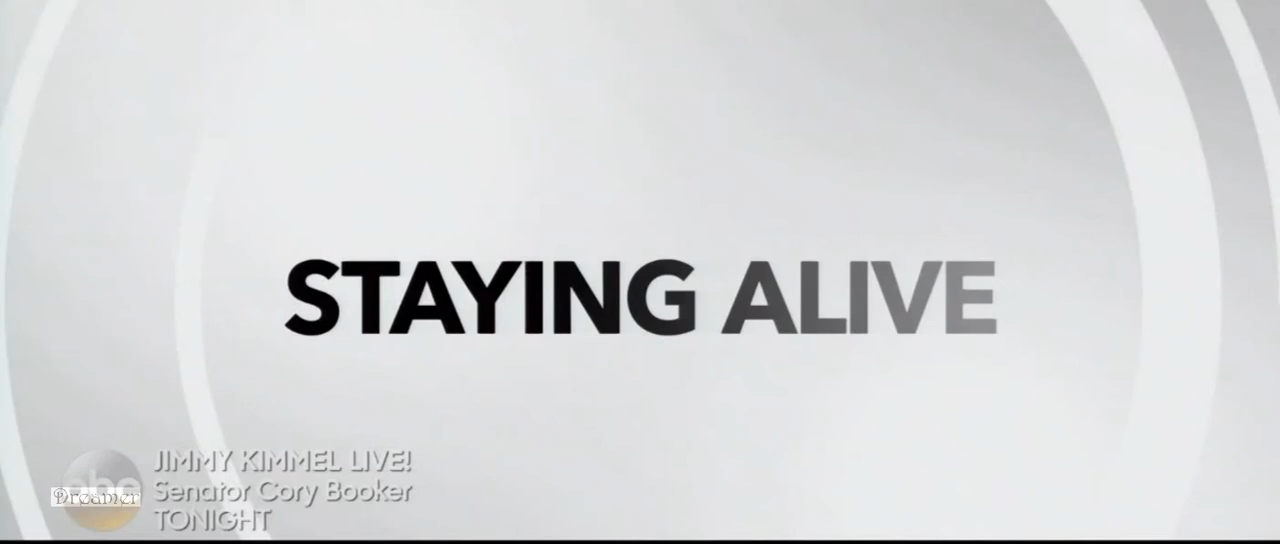 STAYING ALIVE
JIMMY KIMMEL LIVE!
Senator Cory Booker
TONIGHT
abc
Dreamer